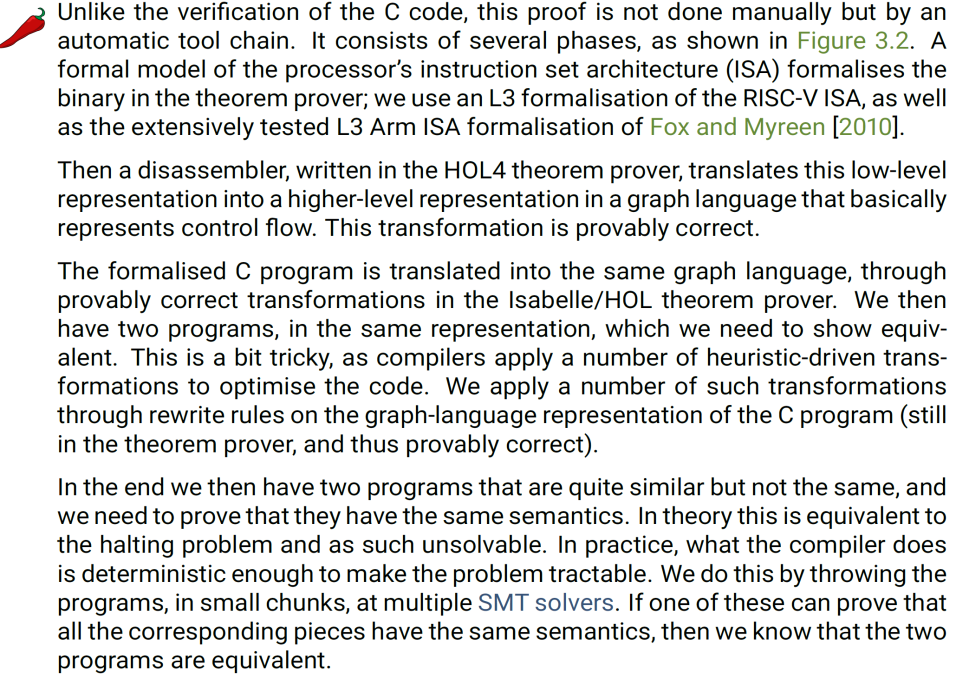 Unlike the verification of the C code, this proof is not done manually but by an
automatic tool chain. It consists of several phases, as shown in Figure 3.2. A
formal model of the processor's instruction set architecture (ISA) formalises the
binary in the theorem prover; we use an L3 formalisation of the RISC-V ISA, as well
as the extensively tested L3 Arm ISA formalisation of Fox and Myreen [2010].
Then a disassembler, written in the HOL4 theorem prover, translates this low-level
representation into a higher-level representation in a graph language that basically
represents control flow. This transformation is provably correct.
The formalised C program is translated into the same graph language, through
provably correct transformations in the Isabelle/HOL theorem prover. We then
have two programs, in the same representation, which we need to show equiv-
alent. This is a bit tricky, as compilers apply a number of heuristic-driven trans-
formations to optimise the code. We apply a number of such transformations
through rewrite rules on the graph-language representation of the C program (still
in the theorem prover, and thus provably correct).
In the end we then have two programs that are quite similar but not the same, and
we need to prove that they have the same semantics. In theory this is equivalent to
the halting problem and as such unsolvable. In practice, what the compiler does
is deterministic enough to make the problem tractable. We do this by throwing the
programs, in small chunks, at multiple SMT solvers. If one of these can prove that
all the corresponding pieces have the same semantics, then we know that the two
programs are equivalent.